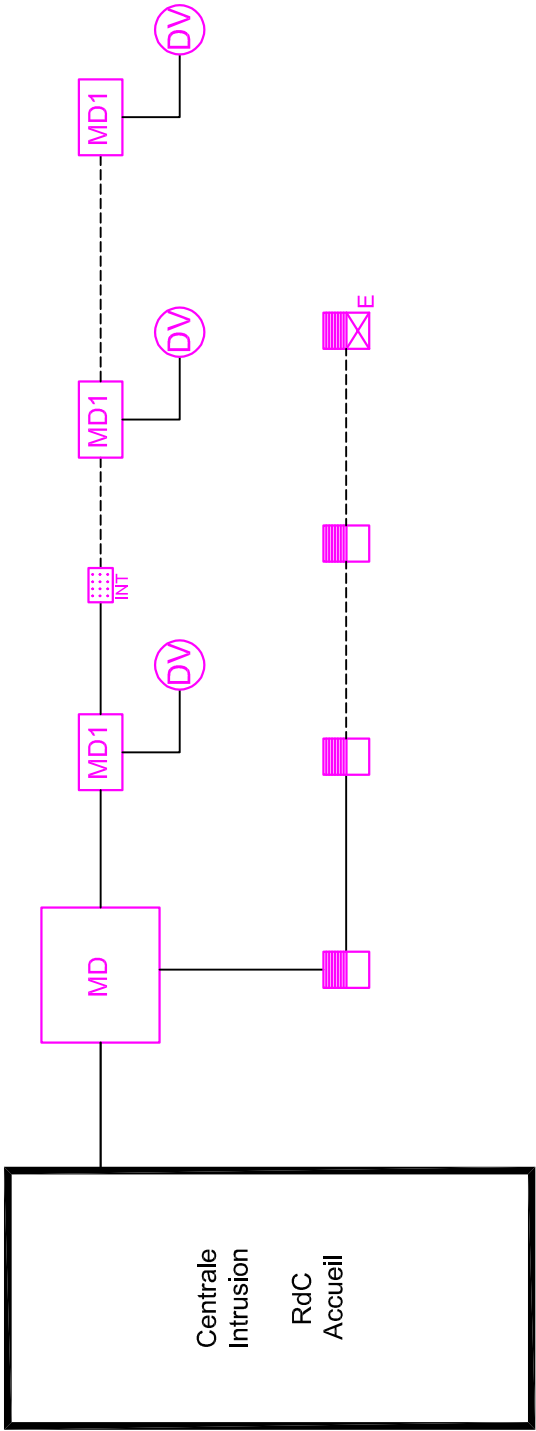 Centrale
Intrusion
RdC
Accueil
MD
MD1
DV
INT
MD1
DV
MD1
DV
E